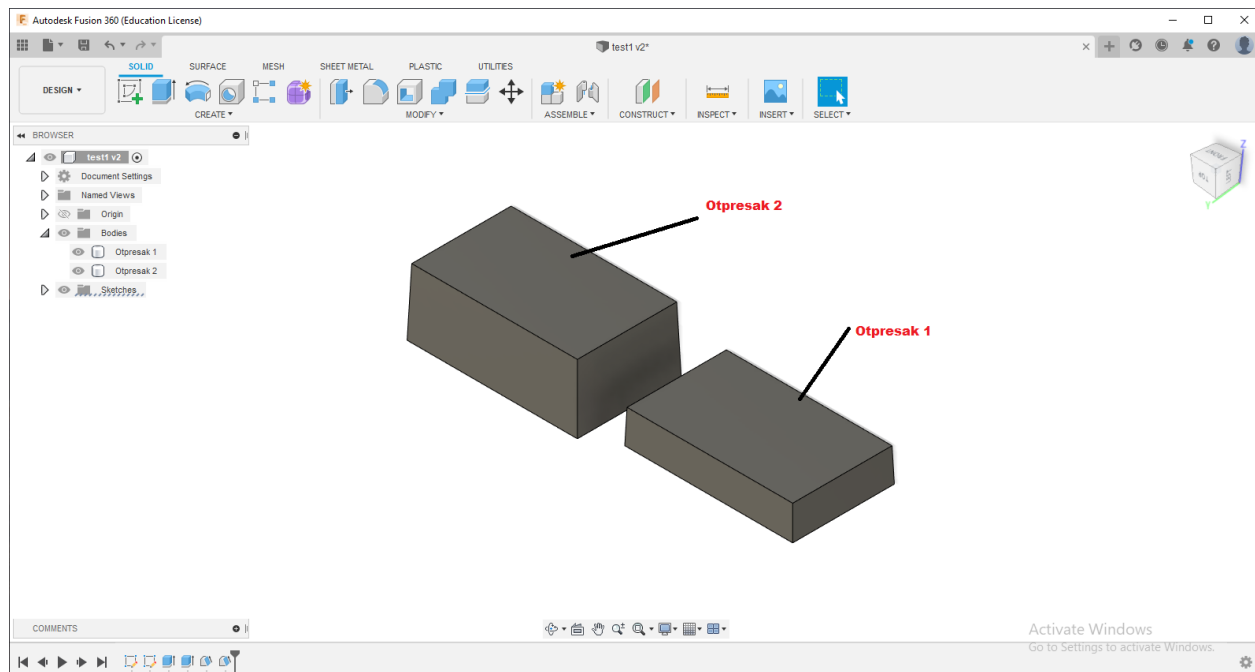 Autodesk Fusion 360 (Education License)
test1 v2*
DESIGN
SOLID
SURFACE
MESH
SHEET METAL
PLASTIC
UTILITIES
CREATE
MODIFY
ASSEMBLE
CONSTRUCT
INSPECT
INSERT
SELECT
BROWSER
test1 v2
Document Settings
Named Views
Origin
Bodies
Otpresak 1
Otpresak 2
Sketches
Otpresak 2
Otpresak 1
Z
Y
FRONT
TOP
COMMENTS
Activate Windows
Go to Settings to activate Windows.